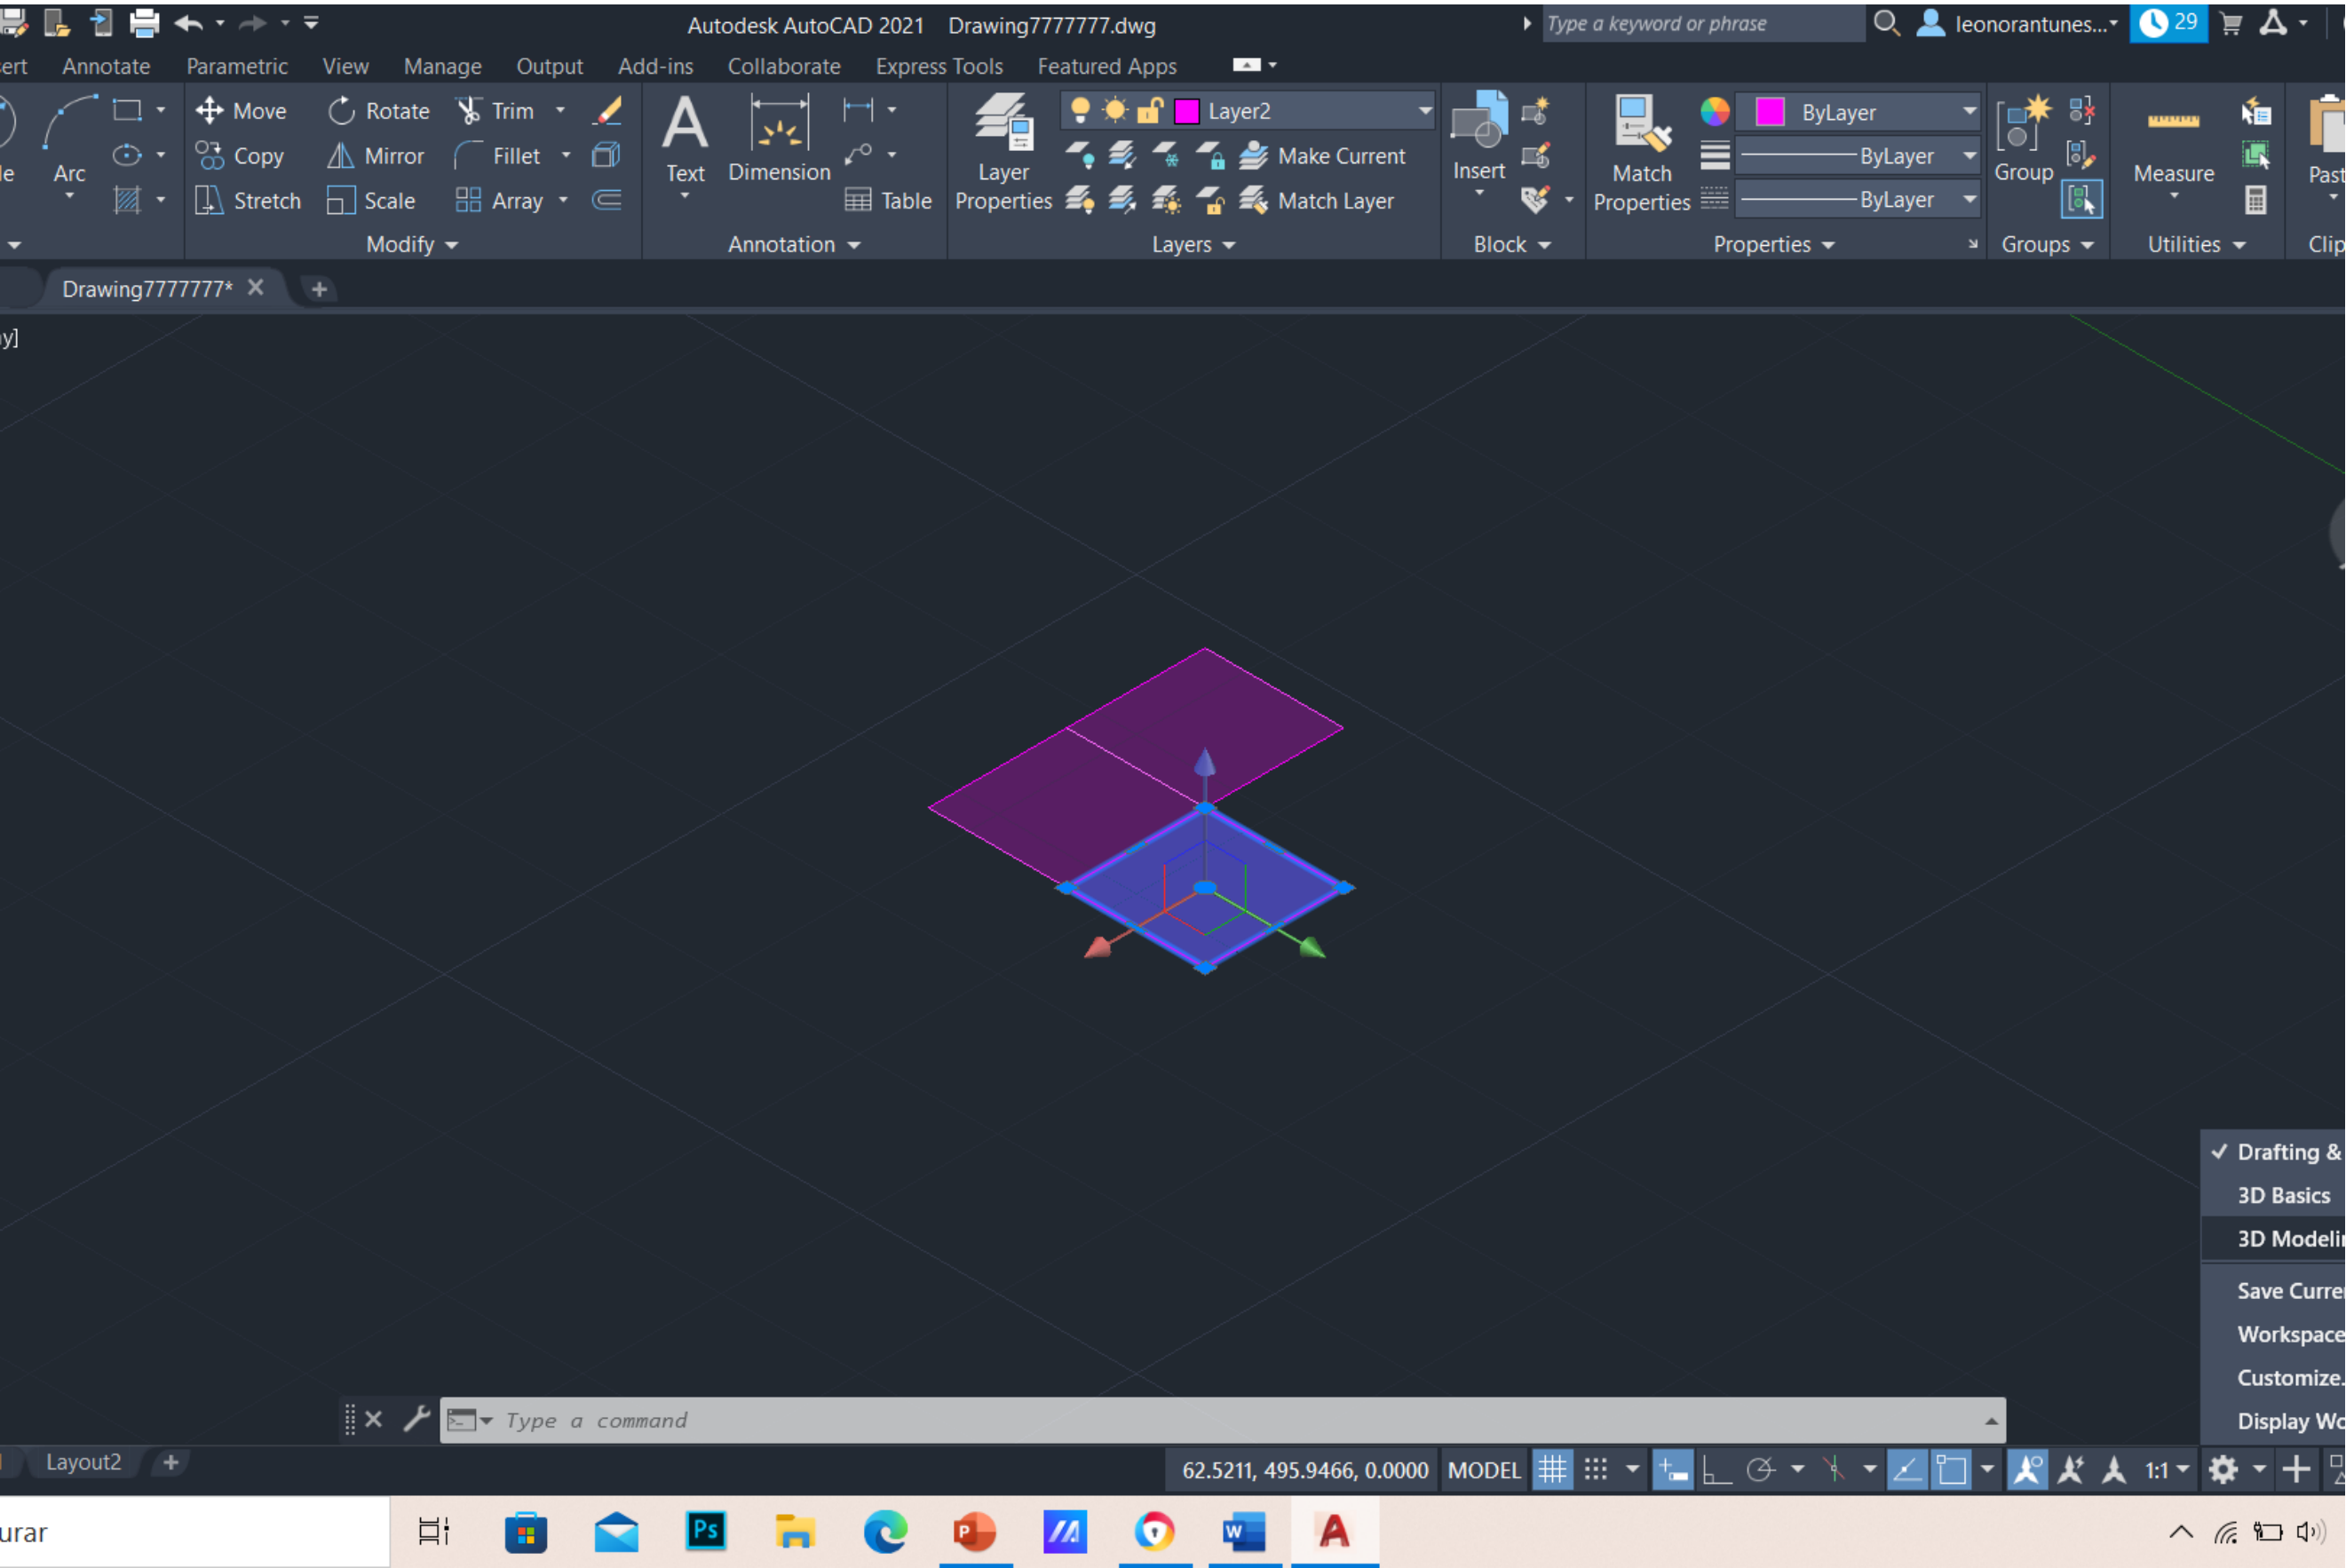 Autodesk AutoCAD 2021 Drawing7777777.dwg
Type a keyword or phrase
leonorantunes...
29
ert Annotate Parametric View Manage Output Add-ins Collaborate Express Tools Featured Apps
le
Arc
Move Rotate Trim
Copy Mirror Fillet
Stretch Scale Array
Modify
Text
Dimension
Table
Annotation
Layer
Properties
Layer2
Make Current
Match Layer
Layers
Insert
Block
Match
Properties
ByLayer
ByLayer
ByLayer
Properties
Group
Groups
Measure
Utilities
Past
Clip
Drawing7777777*
y]
Drafting &
3D Basics
3D Modelin
Save Curre
Workspace
Customize.
Display Wo
Type a command
Layout2
62.5211, 495.9466, 0.0000 MODEL
1:1
urar
Ps
P
W
A